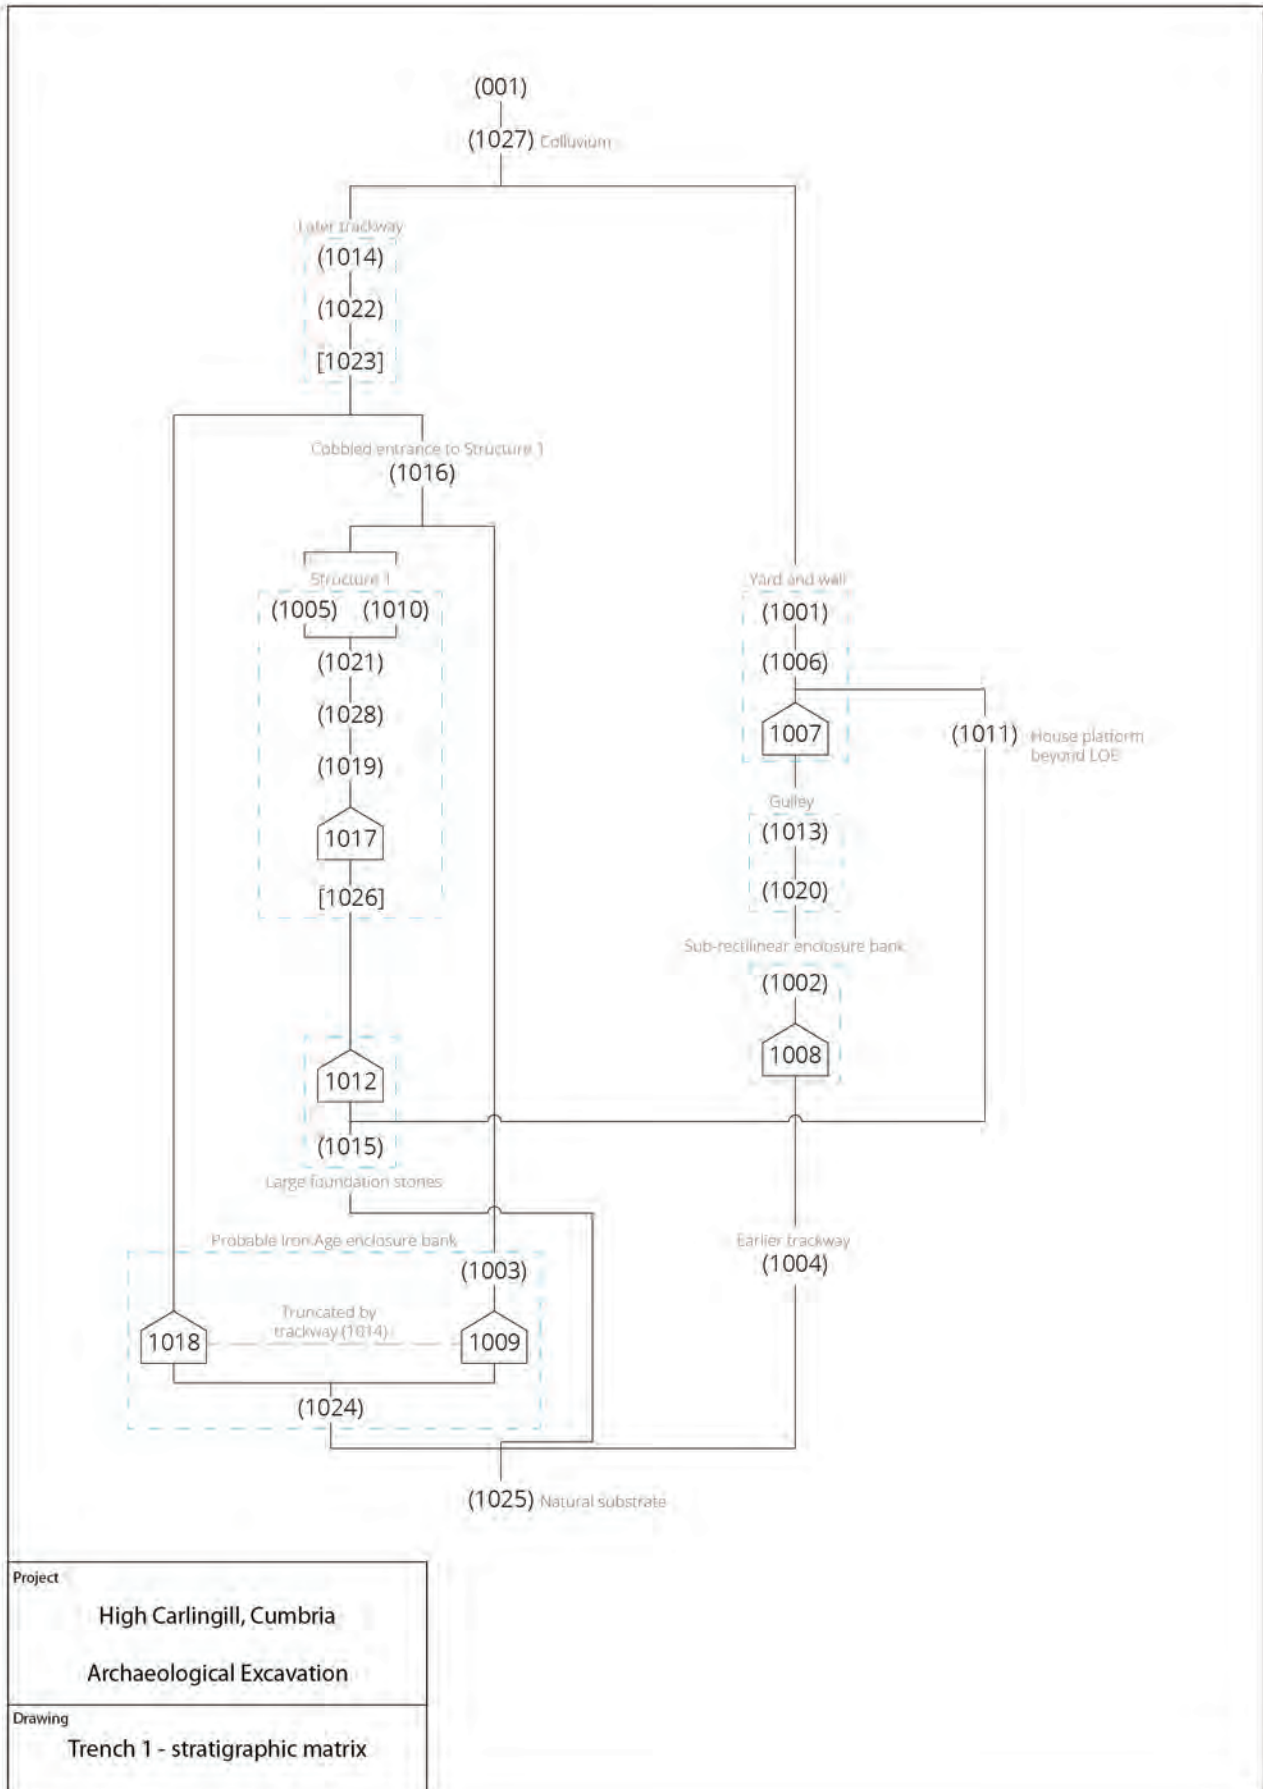 (001)
(1027) Colluvium
Later trackway
(1014)
(1022)
[1023]
Cobbled entrance to Structure 1
(1016)
Structure 1
(1005) (1010)
(1021)
(1028)
(1019)
1017
[1026]
1012
(1015)
Large foundation stones
Probable Iron Age enclosure bank
(1003)
Truncated by
trackway (1014)
1018
1009
(1024)
Yard and wall
(1001)
(1006)
1007
(1011) House platform
beyond LOE
Gulley
(1013)
(1020)
Sub-rectilinear enclosure bank
(1002)
1008
Earlier trackway
(1004)
(1025) Natural substrate
Project
High Carlingill, Cumbria
Archaeological Excavation
Drawing
Trench 1 - stratigraphic matrix